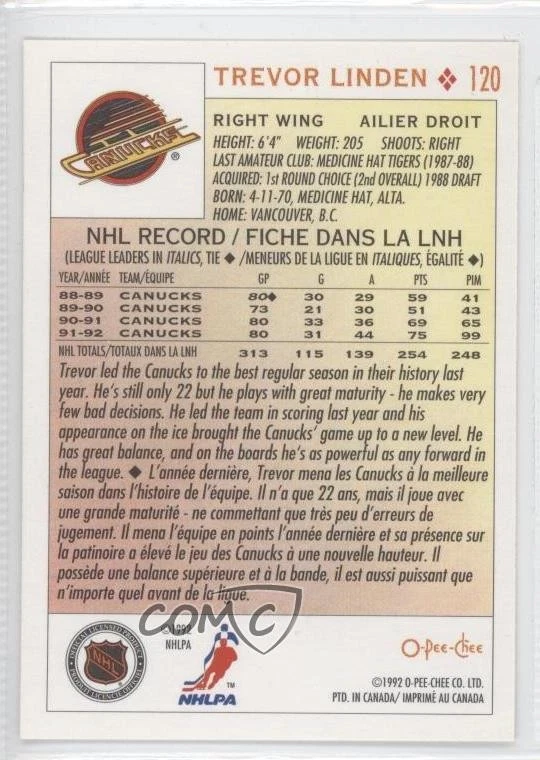 TREVOR LINDEN ❖ 120
CANUCKS ®
RIGHT WING AILIER DROIT
HEIGHT: 6'4" WEIGHT: 205 SHOOTS: RIGHT
LAST AMATEUR CLUB: MEDICINE HAT TIGERS (1987-88)
ACQUIRED: 1st ROUND CHOICE (2nd OVERALL) 1988 DRAFT
BORN: 4-11-70, MEDICINE HAT, ALTA.
HOME: VANCOUVER, B.C.
NHL RECORD / FICHE DANS LA LNH
(LEAGUE LEADERS IN ITALICS, TIE ◆ /MENEURS DE LA LIGUE EN ITALIQUES, ÉGALITÉ ◆)
YEAR/ANNÉE TEAM/ÉQUIPE GP G A PTS PIM
88-89 CANUCKS 80◆ 30 29 59 41
89-90 CANUCKS 73 21 30 51 43
90-91 CANUCKS 80 33 36 69 65
91-92 CANUCKS 80 31 44 75 99
NHL TOTALS/TOTAUX DANS LA LNH 313 115 139 254 248
Trevor led the Canucks to the best regular season in their history last
year. He's still only 22 but he plays with great maturity - he makes very
few bad decisions. He led the team in scoring last year and his
appearance on the ice brought the Canucks' game up to a new level. He
has great balance, and on the boards he's as powerful as any forward in
the league. ◆ L'année dernière, Trevor mena les Canucks à la meilleure
saison dans l'histoire de l'équipe. Il n'a que 22 ans, mais il joue avec
une grande maturité - ne commettant que très peu d'erreurs de
jugement. Il mena l'équipe en points l'année dernière et sa présence sur
la patinoire a élevé le jeu des Canucks à une nouvelle hauteur. Il
possède une balance supérieure et à la bande, il est aussi puissant que
n'importe quel avant de la ligue.
COMC
OFFICIAL LICENSED PRODUCT
NHL
PRODUIT LICENCIÉ OFFICIEL
©1992
NHLPA
NHLPA ™
O-Pee-Chee
©1992 O-PEE-CHEE CO. LTD.
PTD. IN CANADA/ IMPRIMÉ AU CANADA